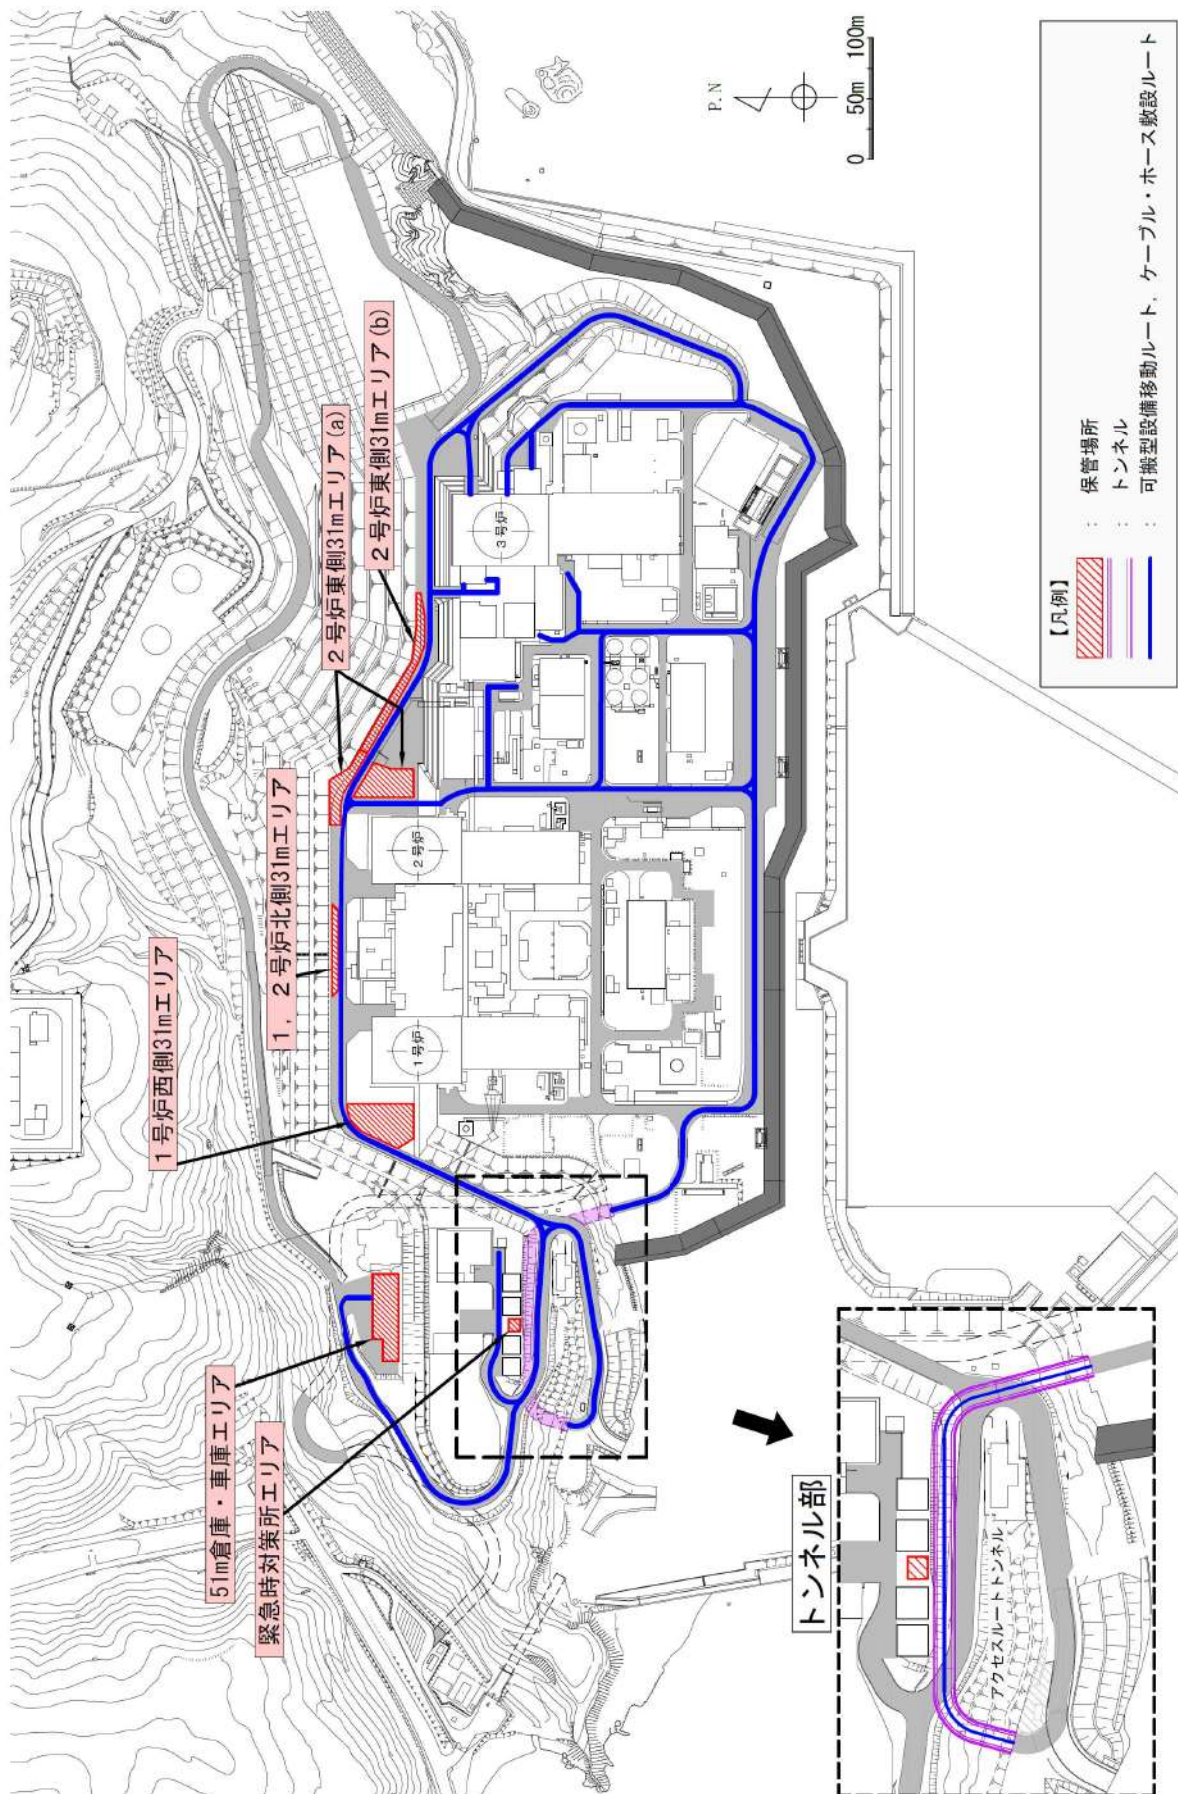 51m倉庫・車庫エリア
緊急時対策所エリア
1号炉西側31mエリア
1，2号炉北側31mエリア
2号炉東側31mエリア(a)
2号炉東側31mエリア(b)
1号炉
2号炉
3号炉
P.N
0 50m 100m
トンネル部
アクセスルートトンネル
【凡例】
： 保管場所
： トンネル
： 可搬型設備移動ルート，ケーブル・ホース敷設ルート